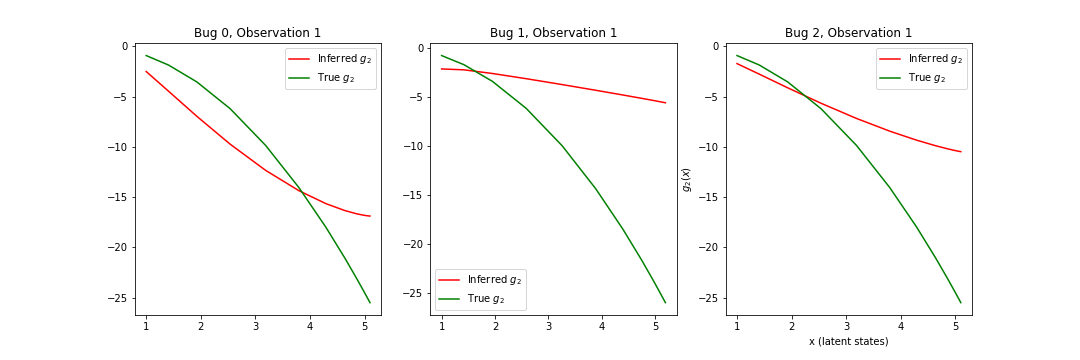 Bug 0, Observation 1
Inferred g₂
True g₂
0
−5
−10
−15
−20
−25
1 2 3 4 5
Bug 1, Observation 1
Inferred g₂
True g₂
0
−5
−10
−15
−20
−25
1 2 3 4 5
Bug 2, Observation 1
Inferred g₂
True g₂
g₂(x)
0
−5
−10
−15
−20
−25
1 2 3 4 5
x (latent states)